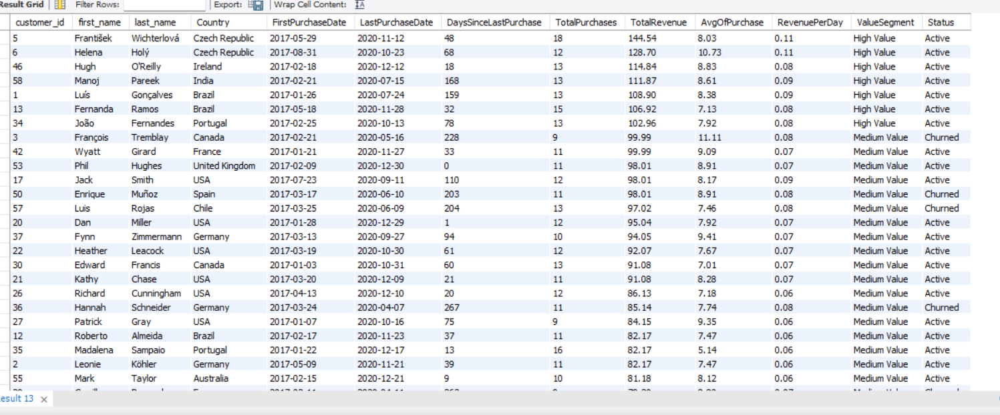 Result Grid Filter Rows: Export: Wrap Cell Content:
customer_id first_name last_name Country FirstPurchaseDate LastPurchaseDate DaysSinceLastPurchase TotalPurchases TotalRevenue AvgOfPurchase RevenuePerDay ValueSegment Status
5 František Wichterlová Czech Republic 2017-05-29 2020-11-12 48 18 144.54 8.03 0.11 High Value Active
6 Helena Holý Czech Republic 2017-08-31 2020-10-23 68 12 128.70 10.73 0.11 High Value Active
46 Hugh O'Reilly Ireland 2017-02-18 2020-12-12 18 13 114.84 8.83 0.08 High Value Active
58 Manoj Pareek India 2017-02-21 2020-07-15 168 13 111.87 8.61 0.09 High Value Active
1 Luís Gonçalves Brazil 2017-01-26 2020-07-24 159 13 108.90 8.38 0.09 High Value Active
13 Fernanda Ramos Brazil 2017-05-18 2020-11-28 32 15 106.92 7.13 0.08 High Value Active
34 João Fernandes Portugal 2017-02-25 2020-10-13 78 13 102.96 7.92 0.08 High Value Active
3 François Tremblay Canada 2017-02-21 2020-05-16 228 9 99.99 11.11 0.08 Medium Value Churned
42 Wyatt Girard France 2017-01-21 2020-11-27 33 11 99.99 9.09 0.07 Medium Value Active
53 Phil Hughes United Kingdom 2017-02-09 2020-12-30 0 11 98.01 8.91 0.07 Medium Value Active
17 Jack Smith USA 2017-07-23 2020-09-11 110 12 98.01 8.17 0.09 Medium Value Active
50 Enrique Muñoz Spain 2017-03-17 2020-06-10 203 11 98.01 8.91 0.08 Medium Value Churned
57 Luis Rojas Chile 2017-03-25 2020-06-09 204 13 97.02 7.46 0.08 Medium Value Churned
20 Dan Miller USA 2017-01-28 2020-12-29 1 12 95.04 7.92 0.07 Medium Value Active
37 Fynn Zimmermann Germany 2017-03-13 2020-09-27 94 10 94.05 9.41 0.07 Medium Value Active
22 Heather Leacock USA 2017-03-19 2020-10-30 61 12 92.07 7.67 0.07 Medium Value Active
30 Edward Francis Canada 2017-01-03 2020-10-31 60 13 91.08 7.01 0.07 Medium Value Active
21 Kathy Chase USA 2017-03-20 2020-12-09 21 11 91.08 8.28 0.07 Medium Value Active
26 Richard Cunningham USA 2017-04-13 2020-12-10 20 12 86.13 7.18 0.06 Medium Value Active
36 Hannah Schneider Germany 2017-03-24 2020-04-07 267 11 85.14 7.74 0.08 Medium Value Churned
27 Patrick Gray USA 2017-01-07 2020-10-16 75 9 84.15 9.35 0.06 Medium Value Active
12 Roberto Almeida Brazil 2017-02-17 2020-11-23 37 11 82.17 7.47 0.06 Medium Value Active
35 Madalena Sampaio Portugal 2017-01-22 2020-12-17 13 16 82.17 5.14 0.06 Medium Value Active
2 Leonie Köhler Germany 2017-05-09 2020-11-21 39 11 82.17 7.47 0.06 Medium Value Active
55 Mark Taylor Australia 2017-02-15 2020-12-21 9 10 81.18 8.12 0.06 Medium Value Active
esult 13